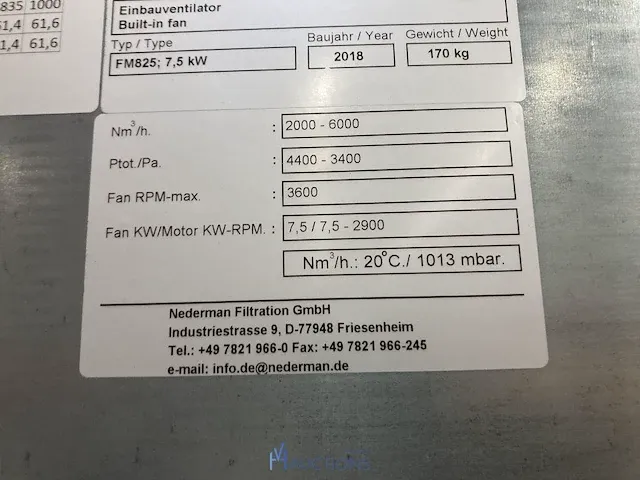 835 1000
61,4 61,6
61,4 61,6
Einbauventilator
Built-in fan
Typ / Type
FM825; 7,5 kW
Baujahr / Year
2018
Gewicht / Weight
170 kg
Nm³/h. : 2000 - 6000
Ptot./Pa. : 4400 - 3400
Fan RPM-max. : 3600
Fan KW/Motor KW-RPM. : 7,5 / 7,5 - 2900
Nm³/h.: 20°C./ 1013 mbar.
Nederman Filtration GmbH
Industriestrasse 9, D-77948 Friesenheim
Tel.: +49 7821 966-0 Fax: +49 7821 966-245
e-mail: info.de@nederman.de